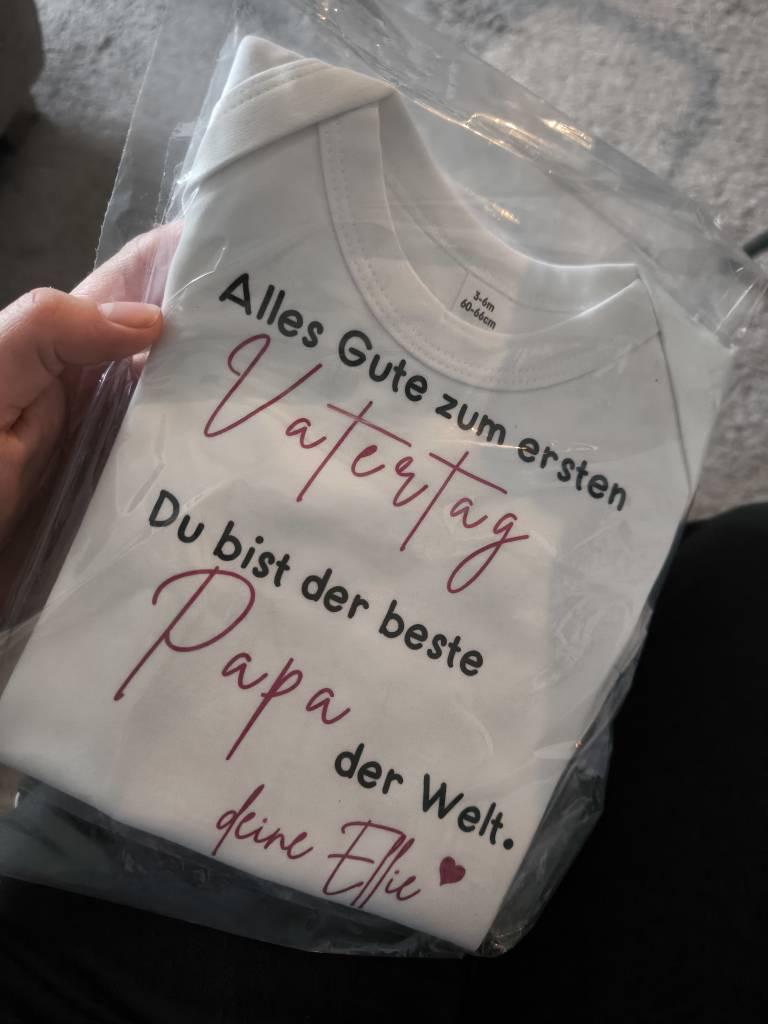 3-6m
60-66cm
Alles Gute zum ersten
Vatertag
Du bist der beste
Papa
der Welt.
deine Ellie